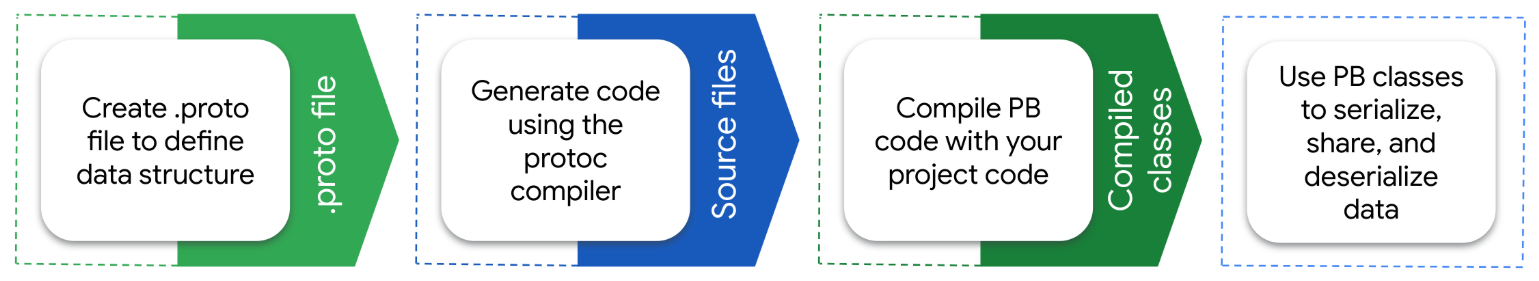 Create .proto
file to define
data structure
.proto file
Generate code
using the
protoc
compiler
Source files
Compile PB
code with your
project code
Compiled
classes
Use PB classes
to serialize,
share, and
deserialize
data